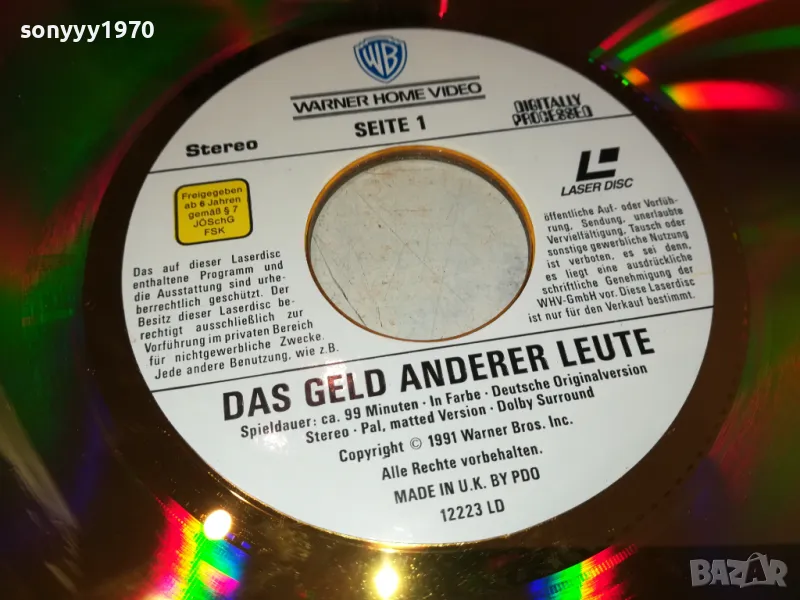 sonyyy1970
WB
WARNER HOME VIDEO
SEITE 1
Stereo
DIGITALLY
PROCESSED
LASER DISC
Freigegeben
ab 6 Jahren
gemäß § 7
JÖSchG
FSK
Das auf dieser Laserdisc
enthaltene Programm und
die Ausstattung sind urhe-
berrechtlich geschützt. Der
Besitz dieser Laserdisc be-
rechtigt ausschließlich zur
Vorführung im privaten Bereich
für nichtgewerbliche Zwecke.
Jede andere Benutzung, wie z.B.
öffentliche Auf- oder Vorfüh-
rung, Sendung, unerlaubte
Vervielfältigung, Tausch oder
sonstige gewerbliche Nutzung
ist verboten, es sei denn,
es liegt eine ausdrückliche
schriftliche Genehmigung der
WHV-GmbH vor. Diese Laserdisc
ist nur für den Verkauf bestimmt.
DAS GELD ANDERER LEUTE
Spieldauer: ca. 99 Minuten · In Farbe · Deutsche Originalversion
Stereo · Pal, matted Version · Dolby Surround
Copyright © 1991 Warner Bros. Inc.
Alle Rechte vorbehalten.
MADE IN U.K. BY PDO
12223 LD
BAZAR